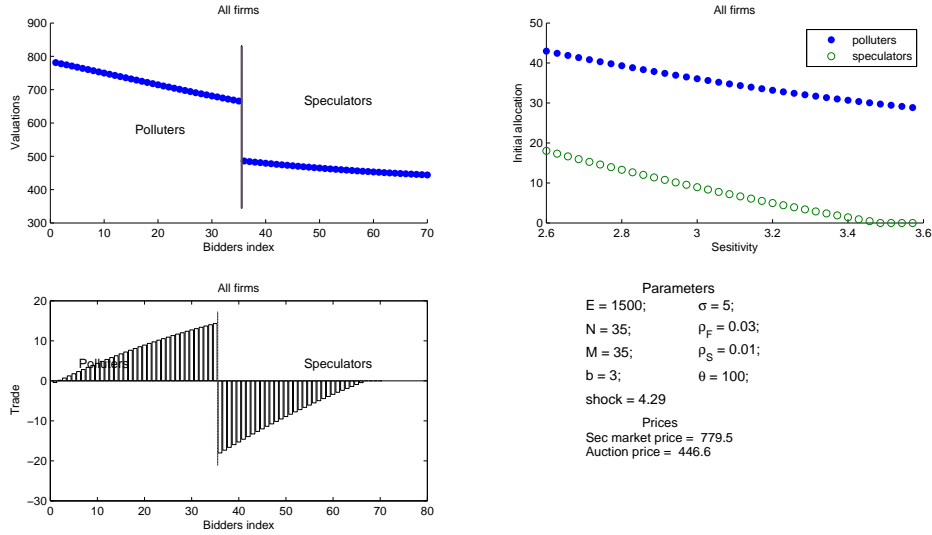 All firms
900
800
700
600
500
400
300
Valuations
Polluters
Speculators
0 10 20 30 40 50 60 70
Bidders index
All firms
50
40
30
20
10
0
Initial allocation
polluters
speculators
2.6 2.8 3 3.2 3.4 3.6
Sesitivity
All firms
20
10
0
−10
−20
−30
Trade
Polluters
Speculators
0 10 20 30 40 50 60 70 80
Bidders index
Parameters
E = 1500; σ = 5;
N = 35; ρF = 0.03;
M = 35; ρS = 0.01;
b = 3; θ = 100;
shock = 4.29
Prices
Sec market price = 779.5
Auction price = 446.6